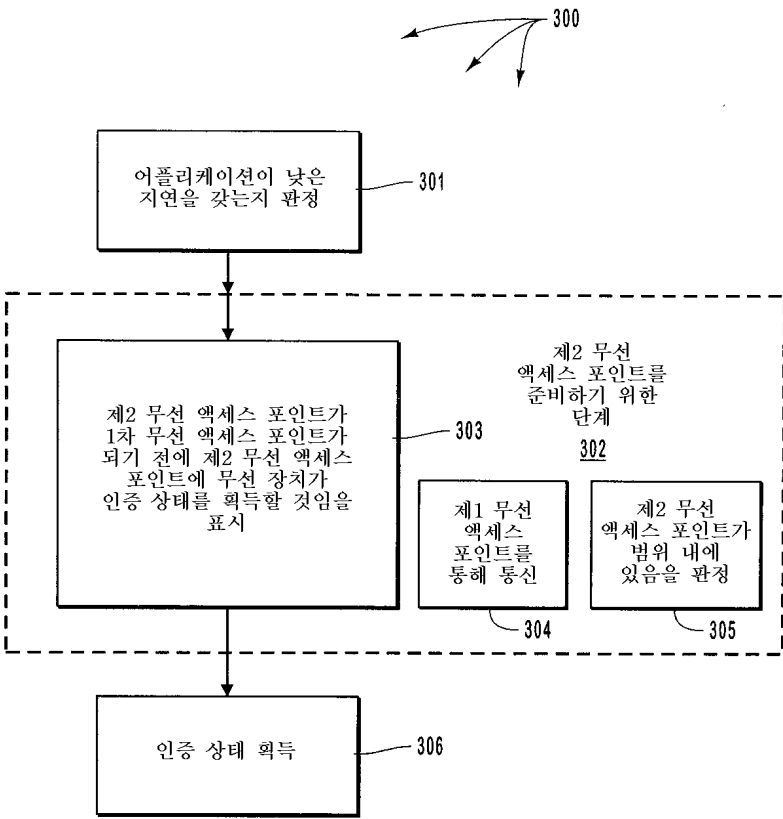 300
어플리케이션이 낮은
지연을 갖는지 판정
301
제2 무선 액세스 포인트가
1차 무선 액세스 포인트가
되기 전에 제2 무선 액세스
포인트에 무선 장치가
인증 상태를 획득할 것임을
표시
303
제2 무선
액세스 포인트를
준비하기 위한
단계
302
제1 무선
액세스
포인트를
통해 통신
304
제2 무선
액세스 포인트가
범위 내에
있음을 판정
305
인증 상태 획득
306